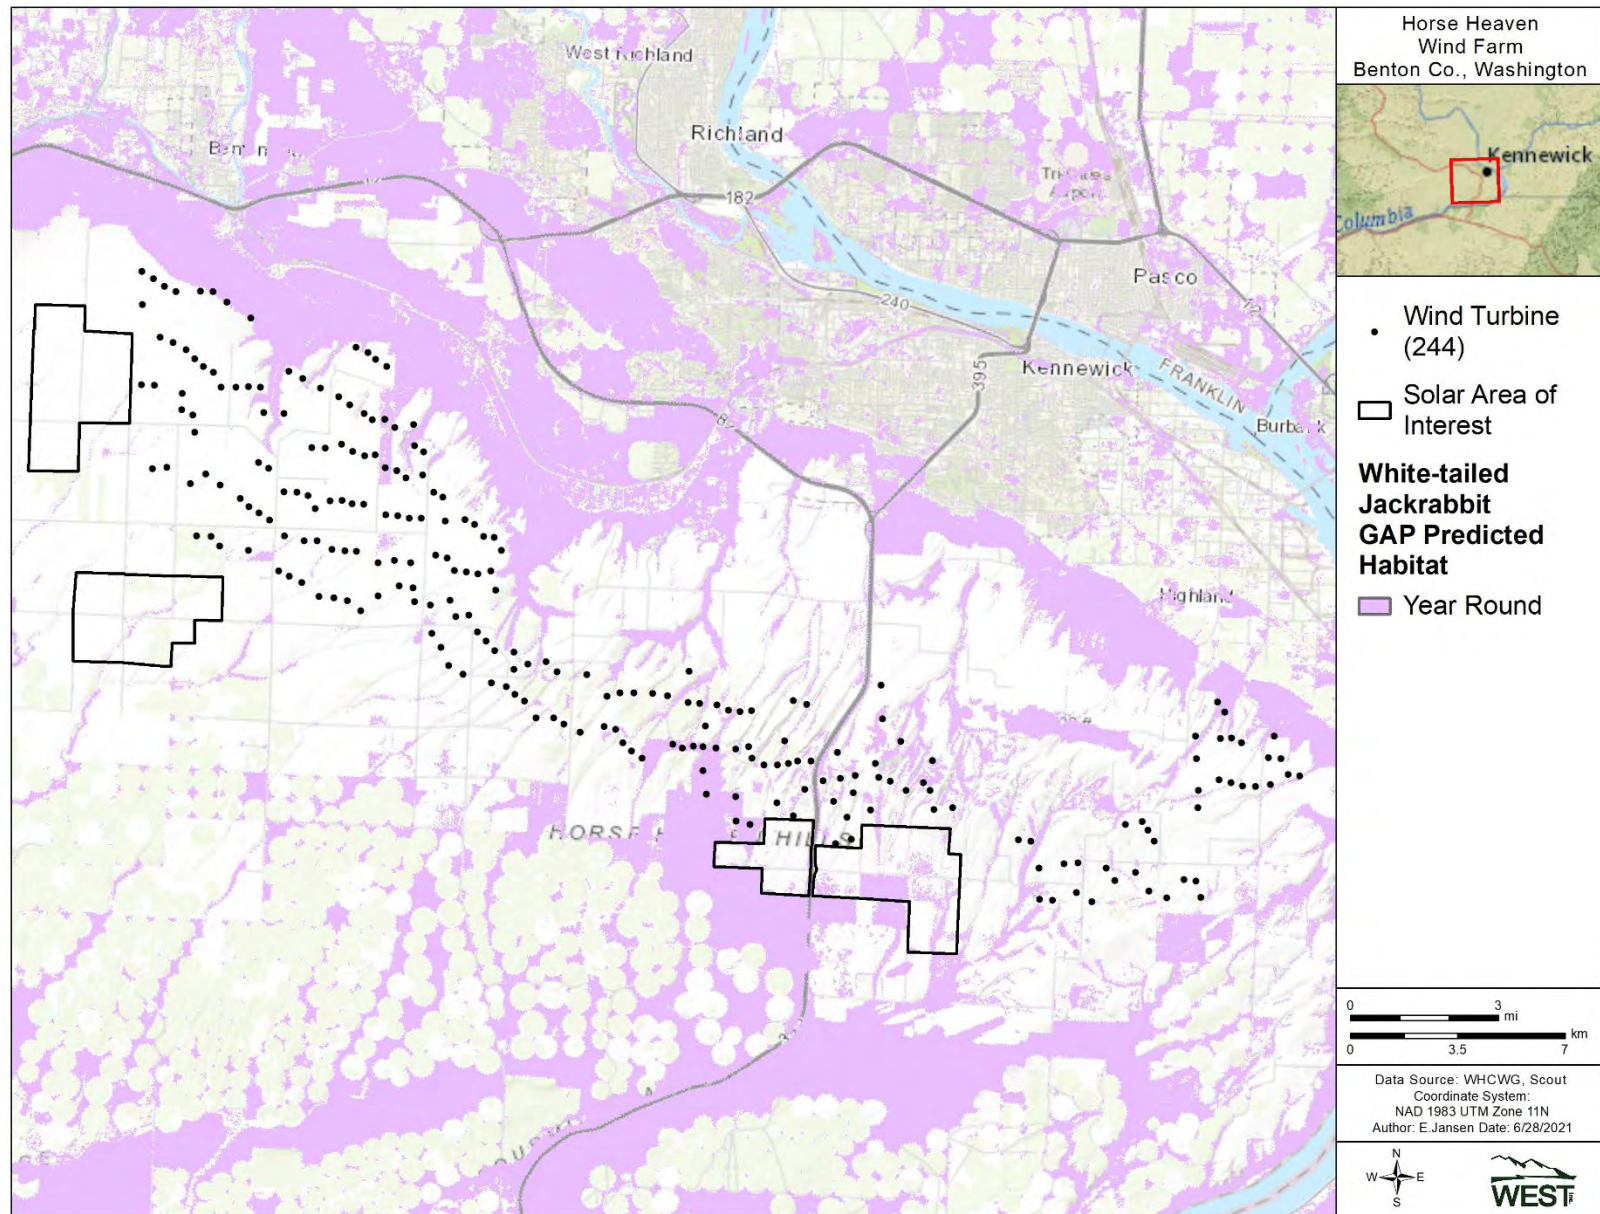 Horse Heaven
Wind Farm
Benton Co., Washington
Kennewick
Columbia
Wind Turbine
(244)
Solar Area of
Interest
White-tailed
Jackrabbit
GAP Predicted
Habitat
Year Round
0 3
mi
km
0 3.5 7
Data Source: WHCWG, Scout
Coordinate System:
NAD 1983 UTM Zone 11N
Author: E.Jansen Date: 6/28/2021
N
W E
S
WEST
Richland
182
Pasco
240
395
Kennewick
FRANKLIN